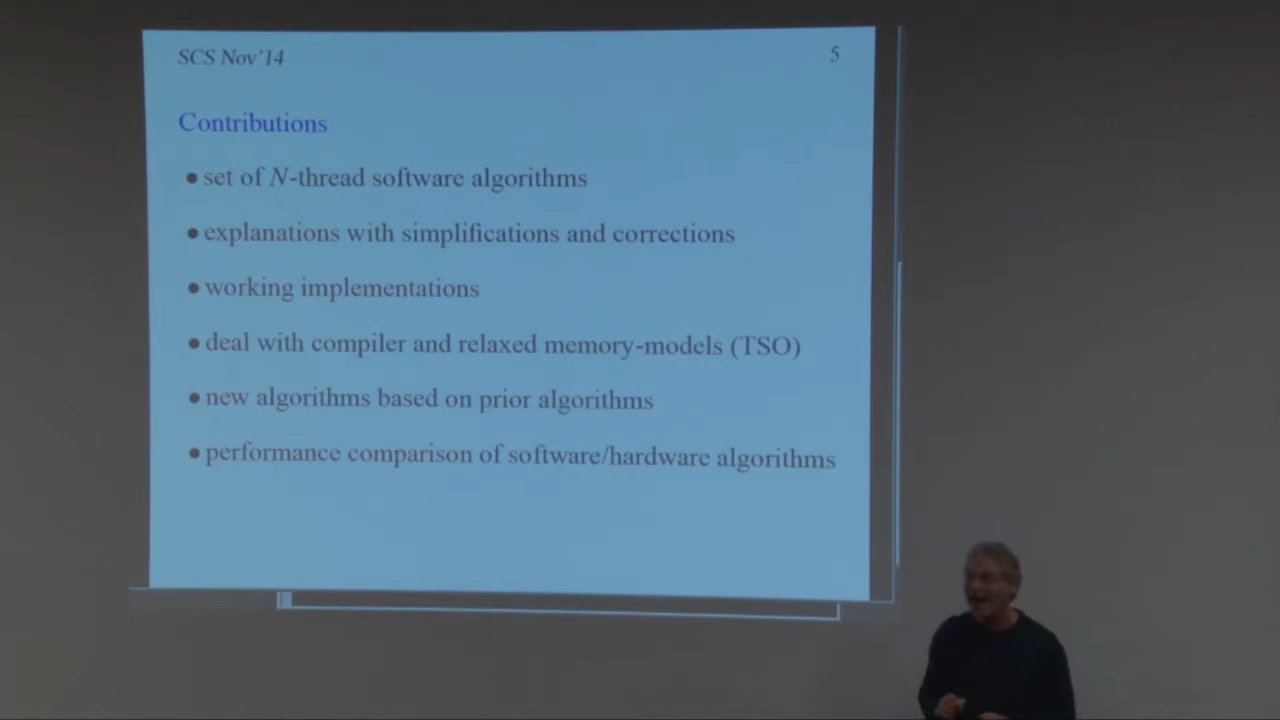 SCS Nov'14
5
Contributions
• set of N-thread software algorithms
• explanations with simplifications and corrections
• working implementations
• deal with compiler and relaxed memory-models (TSO)
• new algorithms based on prior algorithms
• performance comparison of software/hardware algorithms